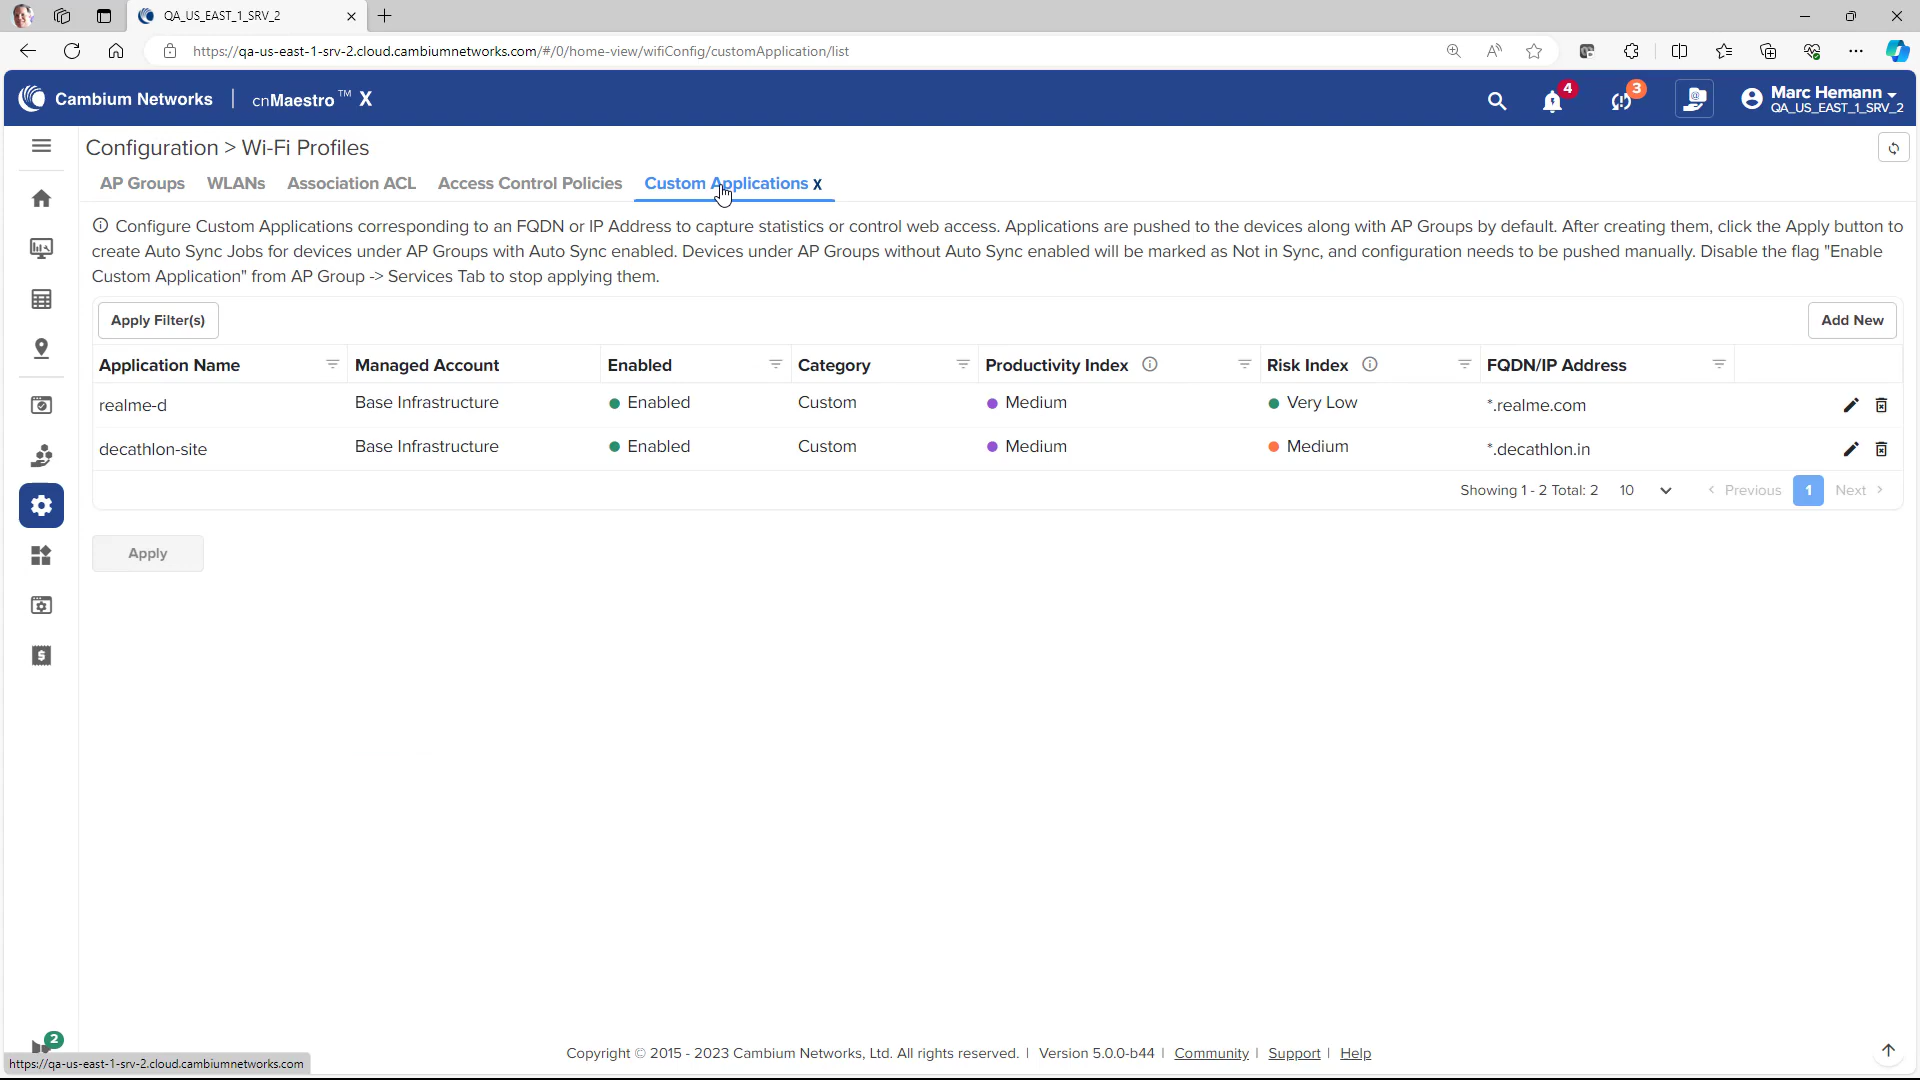 QA_US_EAST_1_SRV_2
https://qa-us-east-1-srv-2.cloud.cambiumnetworks.com/#/0/home-view/wifiConfig/customApplication/list
Cambium Networks | cnMaestro™ X
4
3
Marc Hemann
QA_US_EAST_1_SRV_2
Configuration > Wi-Fi Profiles
AP Groups WLANs Association ACL Access Control Policies Custom Applications X
Configure Custom Applications corresponding to an FQDN or IP Address to capture statistics or control web access. Applications are pushed to the devices along with AP Groups by default. After creating them, click the Apply button to
create Auto Sync Jobs for devices under AP Groups with Auto Sync enabled. Devices under AP Groups without Auto Sync enabled will be marked as Not in Sync, and configuration needs to be pushed manually. Disable the flag "Enable
Custom Application" from AP Group -> Services Tab to stop applying them.
Apply Filter(s) Add New
Application Name Managed Account Enabled Category Productivity Index Risk Index FQDN/IP Address
realme-d Base Infrastructure Enabled Custom Medium Very Low *.realme.com
decathlon-site Base Infrastructure Enabled Custom Medium Medium *.decathlon.in
Showing 1 - 2 Total: 2 10 < Previous 1 Next >
Apply
2
Copyright © 2015 - 2023 Cambium Networks, Ltd. All rights reserved. | Version 5.0.0-b44 | Community | Support | Help
https://qa-us-east-1-srv-2.cloud.cambiumnetworks.com